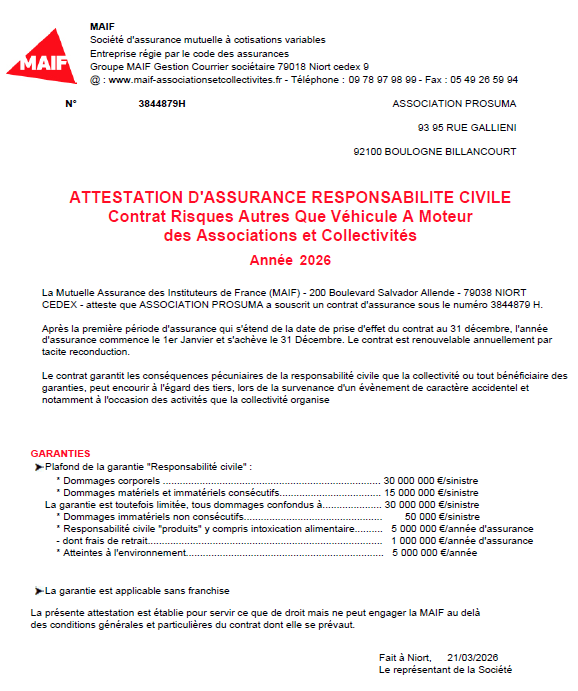 MAIF
MAIF
Société d'assurance mutuelle à cotisations variables
Entreprise régie par le code des assurances
Groupe MAIF Gestion Courrier sociétaire 79018 Niort cedex 9
@ : www.maif-associationsetcollectivites.fr - Téléphone : 09 78 97 98 99 - Fax : 05 49 26 59 94
N° 3844879H
ASSOCIATION PROSUMA
93 95 RUE GALLIENI
92100 BOULOGNE BILLANCOURT
ATTESTATION D'ASSURANCE RESPONSABILITE CIVILE
Contrat Risques Autres Que Véhicule A Moteur
des Associations et Collectivités
Année 2026
La Mutuelle Assurance des Instituteurs de France (MAIF) - 200 Boulevard Salvador Allende - 79038 NIORT
CEDEX - atteste que ASSOCIATION PROSUMA a souscrit un contrat d'assurance sous le numéro 3844879 H.
Après la première période d'assurance qui s'étend de la date de prise d'effet du contrat au 31 décembre, l'année
d'assurance commence le 1er Janvier et s'achève le 31 Décembre. Le contrat est renouvelable annuellement par
tacite reconduction.
Le contrat garantit les conséquences pécuniaires de la responsabilité civile que la collectivité ou tout bénéficiaire des
garanties, peut encourir à l'égard des tiers, lors de la survenance d'un évènement de caractère accidentel et
notamment à l'occasion des activités que la collectivité organise
GARANTIES
➤Plafond de la garantie "Responsabilité civile" :
* Dommages corporels ................................................................................ 30 000 000 €/sinistre
* Dommages matériels et immatériels consécutifs..................................... 15 000 000 €/sinistre
La garantie est toutefois limitée, tous dommages confondus à..................... 30 000 000 €/sinistre
* Dommages immatériels non consécutifs.................................................. 50 000 €/sinistre
* Responsabilité civile "produits" y compris intoxication alimentaire.......... 5 000 000 €/année d'assurance
- dont frais de retrait..................................................................................... 1 000 000 €/année d'assurance
* Atteintes à l'environnement....................................................................... 5 000 000 €/année
➤La garantie est applicable sans franchise
La présente attestation est établie pour servir ce que de droit mais ne peut engager la MAIF au delà
des conditions générales et particulières du contrat dont elle se prévaut.
Fait à Niort, 21/03/2026
Le représentant de la Société